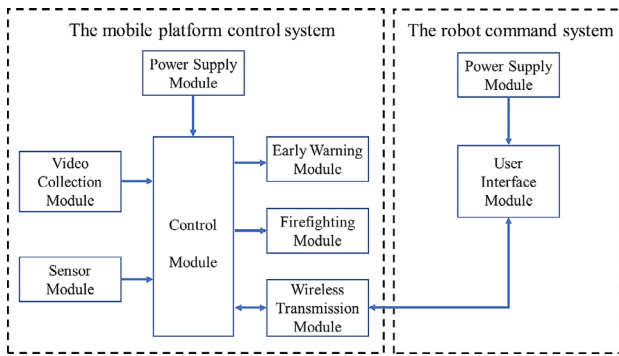 The mobile platform control system
Power Supply
Module
Video
Collection
Module
Sensor
Module
Control
Module
Early Warning
Module
Firefighting
Module
Wireless
Transmission
Module
The robot command system
Power Supply
Module
User
Interface
Module